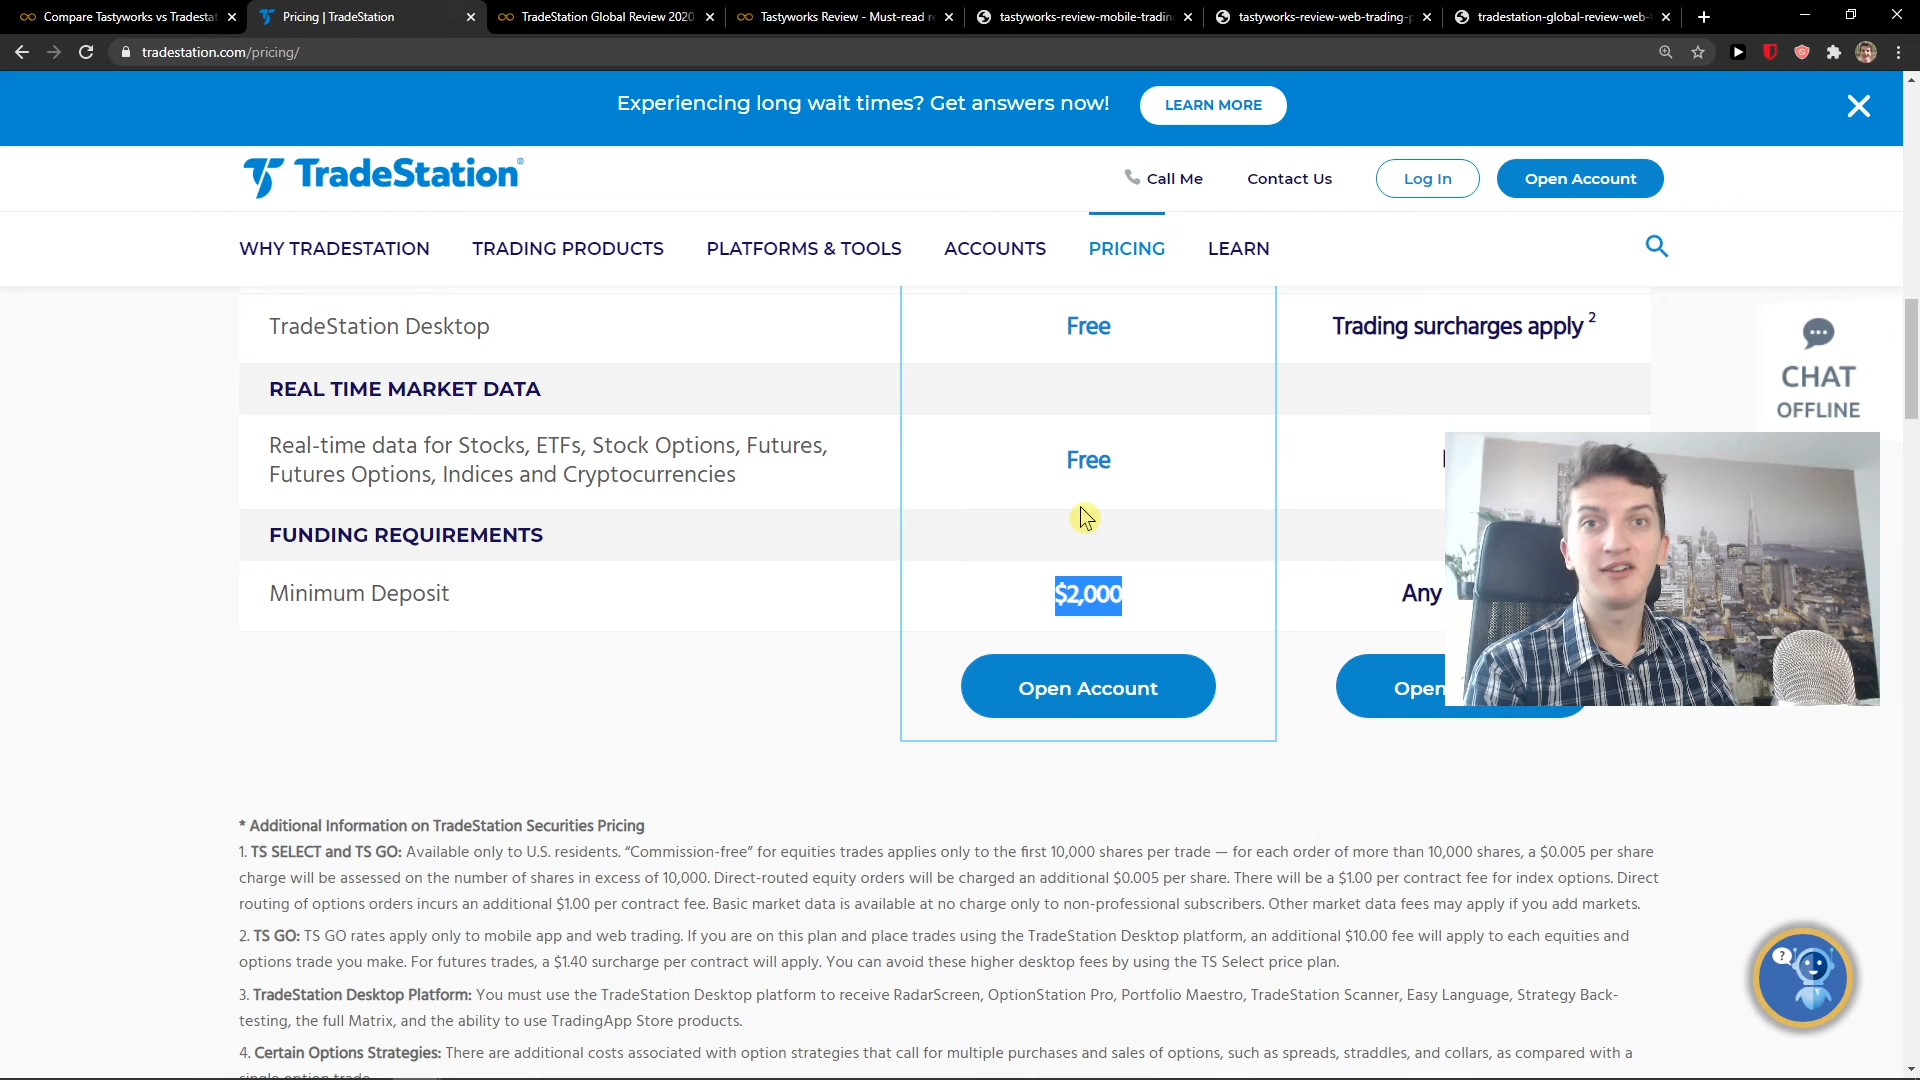 Compare Tastyworks vs Tradestat
Pricing | TradeStation
TradeStation Global Review 2020
Tastyworks Review - Must-read re
tastyworks-review-mobile-tradin
tastyworks-review-web-trading-p
tradestation-global-review-web-
tradestation.com/pricing/
Experiencing long wait times? Get answers now!
LEARN MORE
TradeStation®
Call Me
Contact Us
Log In
Open Account
WHY TRADESTATION
TRADING PRODUCTS
PLATFORMS & TOOLS
ACCOUNTS
PRICING
LEARN
TradeStation Desktop
Free
Trading surcharges apply 2
CHAT
OFFLINE
REAL TIME MARKET DATA
Real-time data for Stocks, ETFs, Stock Options, Futures,
Futures Options, Indices and Cryptocurrencies
Free
FUNDING REQUIREMENTS
Minimum Deposit
$2,000
Any
Open Account
Open
* Additional Information on TradeStation Securities Pricing
1. TS SELECT and TS GO: Available only to U.S. residents. “Commission-free” for equities trades applies only to the first 10,000 shares per trade — for each order of more than 10,000 shares, a $0.005 per share
charge will be assessed on the number of shares in excess of 10,000. Direct-routed equity orders will be charged an additional $0.005 per share. There will be a $1.00 per contract fee for index options. Direct
routing of options orders incurs an additional $1.00 per contract fee. Basic market data is available at no charge only to non-professional subscribers. Other market data fees may apply if you add markets.
2. TS GO: TS GO rates apply only to mobile app and web trading. If you are on this plan and place trades using the TradeStation Desktop platform, an additional $10.00 fee will apply to each equities and
options trade you make. For futures trades, a $1.40 surcharge per contract will apply. You can avoid these higher desktop fees by using the TS Select price plan.
3. TradeStation Desktop Platform: You must use the TradeStation Desktop platform to receive RadarScreen, OptionStation Pro, Portfolio Maestro, TradeStation Scanner, Easy Language, Strategy Back-
testing, the full Matrix, and the ability to use TradingApp Store products.
4. Certain Options Strategies: There are additional costs associated with option strategies that call for multiple purchases and sales of options, such as spreads, straddles, and collars, as compared with a
single option trade.